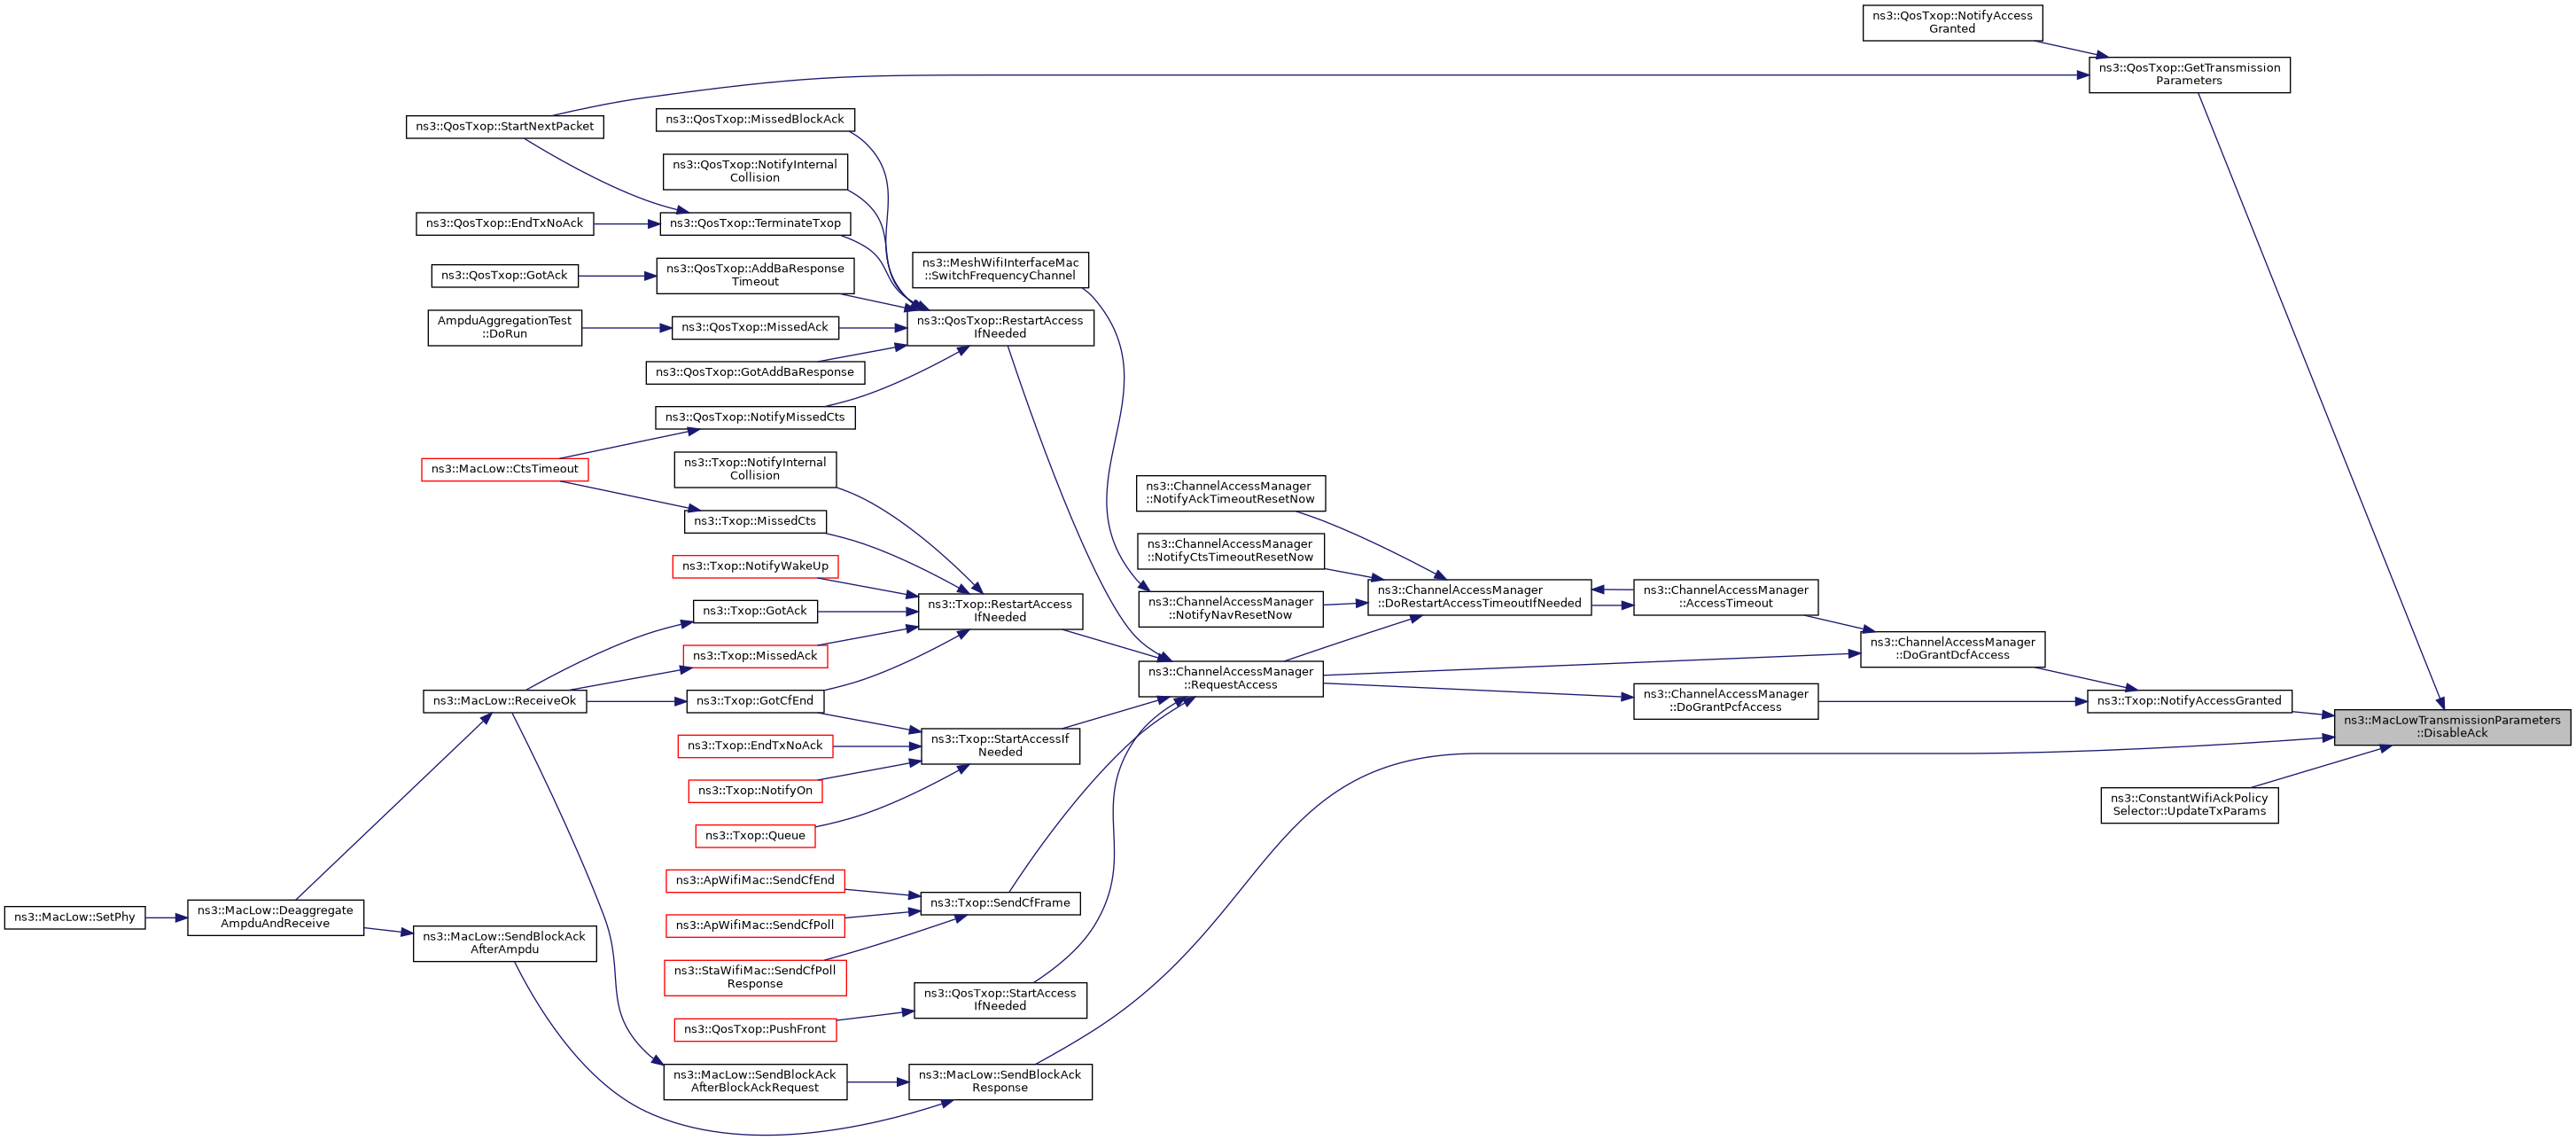 ns3::QosTxop::NotifyAccess
Granted
ns3::QosTxop::GetTransmission
Parameters
ns3::QosTxop::StartNextPacket
ns3::QosTxop::MissedBlockAck
ns3::QosTxop::NotifyInternal
Collision
ns3::QosTxop::EndTxNoAck
ns3::QosTxop::TerminateTxop
ns3::QosTxop::GotAck
ns3::QosTxop::AddBaResponse
Timeout
ns3::MeshWifiInterfaceMac
::SwitchFrequencyChannel
AmpduAggregationTest
::DoRun
ns3::QosTxop::MissedAck
ns3::QosTxop::RestartAccess
IfNeeded
ns3::QosTxop::GotAddBaResponse
ns3::QosTxop::NotifyMissedCts
ns3::MacLow::CtsTimeout
ns3::Txop::NotifyInternal
Collision
ns3::Txop::MissedCts
ns3::ChannelAccessManager
::NotifyAckTimeoutResetNow
ns3::ChannelAccessManager
::NotifyCtsTimeoutResetNow
ns3::Txop::NotifyWakeUp
ns3::Txop::GotAck
ns3::Txop::RestartAccess
IfNeeded
ns3::ChannelAccessManager
::NotifyNavResetNow
ns3::ChannelAccessManager
::DoRestartAccessTimeoutIfNeeded
ns3::ChannelAccessManager
::AccessTimeout
ns3::Txop::MissedAck
ns3::ChannelAccessManager
::RequestAccess
ns3::ChannelAccessManager
::DoGrantDcfAccess
ns3::MacLow::ReceiveOk
ns3::Txop::GotCfEnd
ns3::ChannelAccessManager
::DoGrantPcfAccess
ns3::Txop::NotifyAccessGranted
ns3::MacLowTransmissionParameters
::DisableAck
ns3::Txop::EndTxNoAck
ns3::Txop::StartAccessIf
Needed
ns3::Txop::NotifyOn
ns3::ConstantWifiAckPolicy
Selector::UpdateTxParams
ns3::Txop::Queue
ns3::ApWifiMac::SendCfEnd
ns3::Txop::SendCfFrame
ns3::ApWifiMac::SendCfPoll
ns3::MacLow::SetPhy
ns3::MacLow::Deaggregate
AmpduAndReceive
ns3::MacLow::SendBlockAck
AfterAmpdu
ns3::StaWifiMac::SendCfPoll
Response
ns3::QosTxop::StartAccess
IfNeeded
ns3::QosTxop::PushFront
ns3::MacLow::SendBlockAck
AfterBlockAckRequest
ns3::MacLow::SendBlockAck
Response